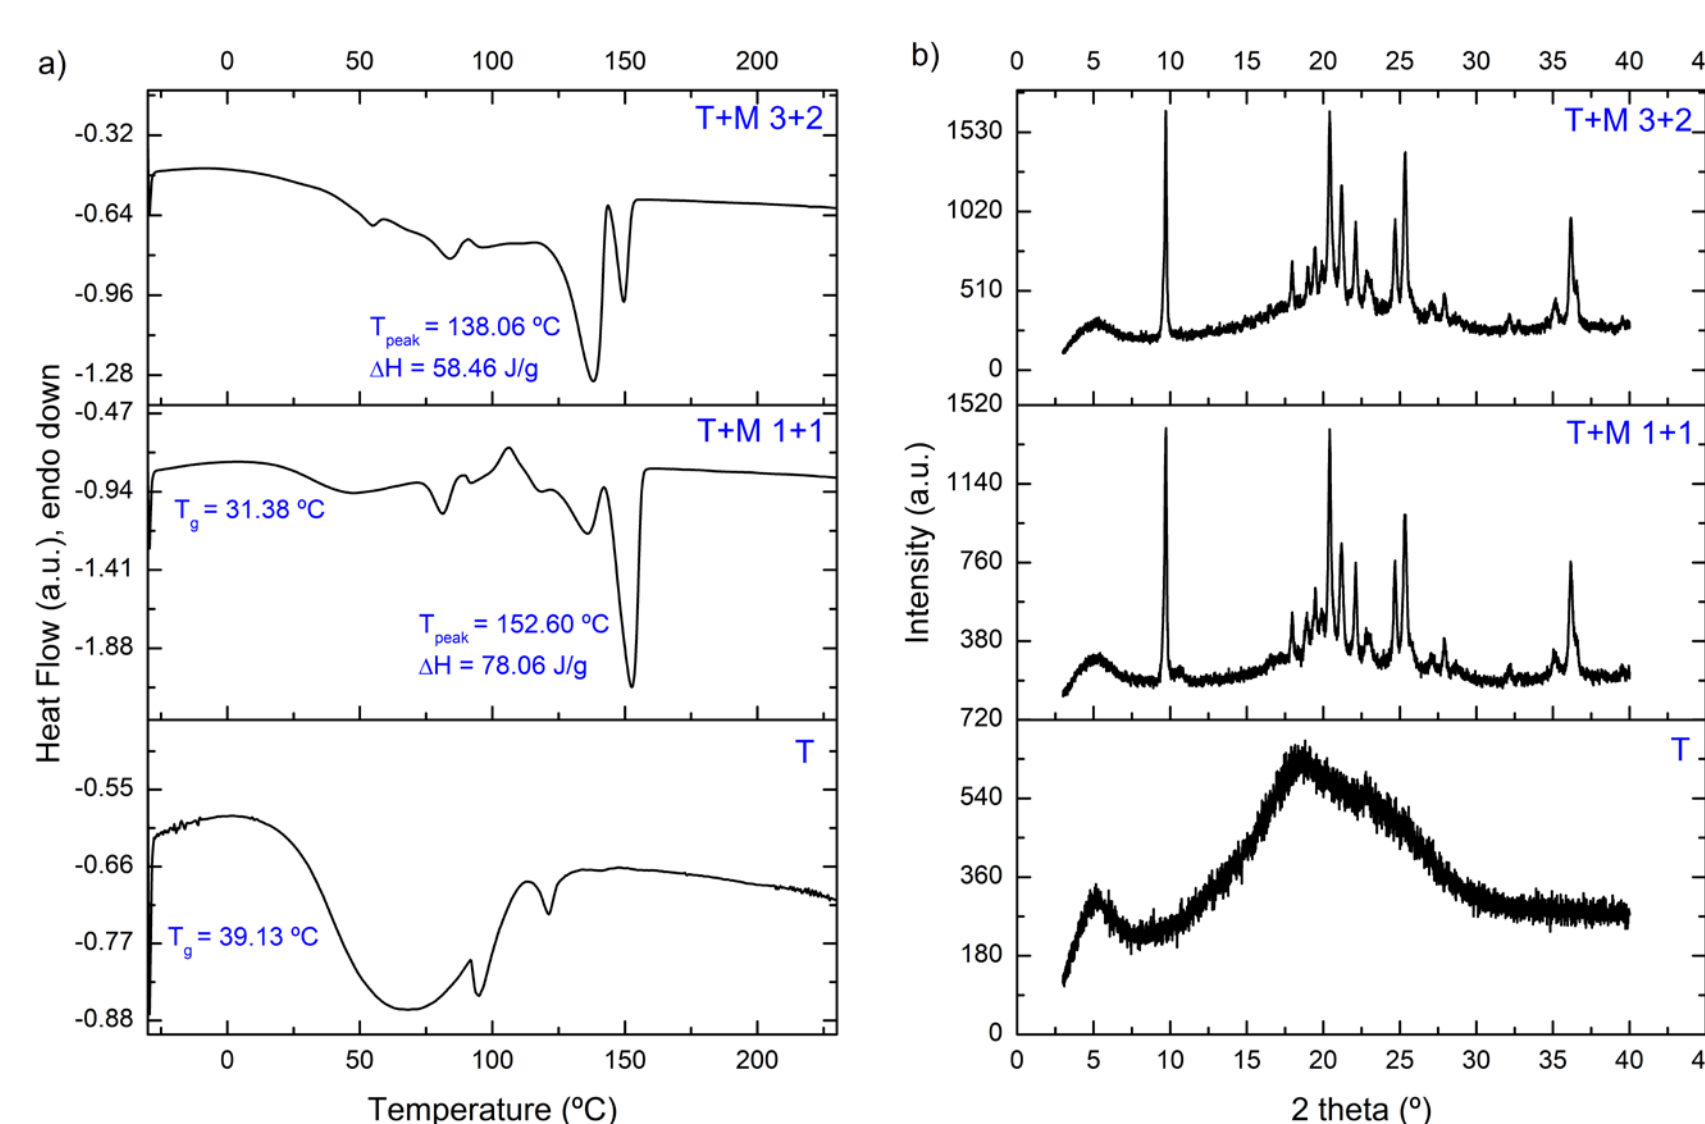 a)
0 50 100 150 200
T+M 3+2
-0.32
-0.64
-0.96
-1.28
Tpeak = 138.06 ºC
ΔH = 58.46 J/g
T+M 1+1
-0.47
-0.94
-1.41
-1.88
Tg = 31.38 ºC
Tpeak = 152.60 ºC
ΔH = 78.06 J/g
T
-0.55
-0.66
-0.77
-0.88
Tg = 39.13 ºC
0 50 100 150 200
Temperature (ºC)
Heat Flow (a.u.), endo down
b)
0 5 10 15 20 25 30 35 40 4
T+M 3+2
1530
1020
510
0
T+M 1+1
1520
1140
760
380
T
720
540
360
180
0
0 5 10 15 20 25 30 35 40 4
2 theta (º)
Intensity (a.u.)